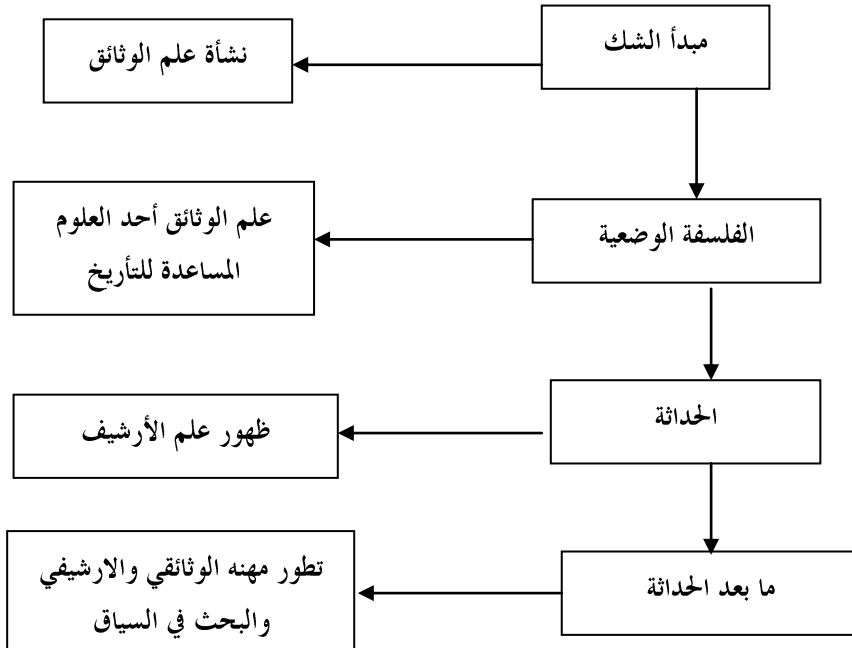 مبدأ الشك
نشأة علم الوثائق
الفلسفة الوضعية
علم الوثائق أحد العلوم
المساعدة للتأريخ
الحداثة
ظهور علم الأرشيف
ما بعد الحداثة
تطور مهنه الوثائقي والارشيفي
والبحث في السياق